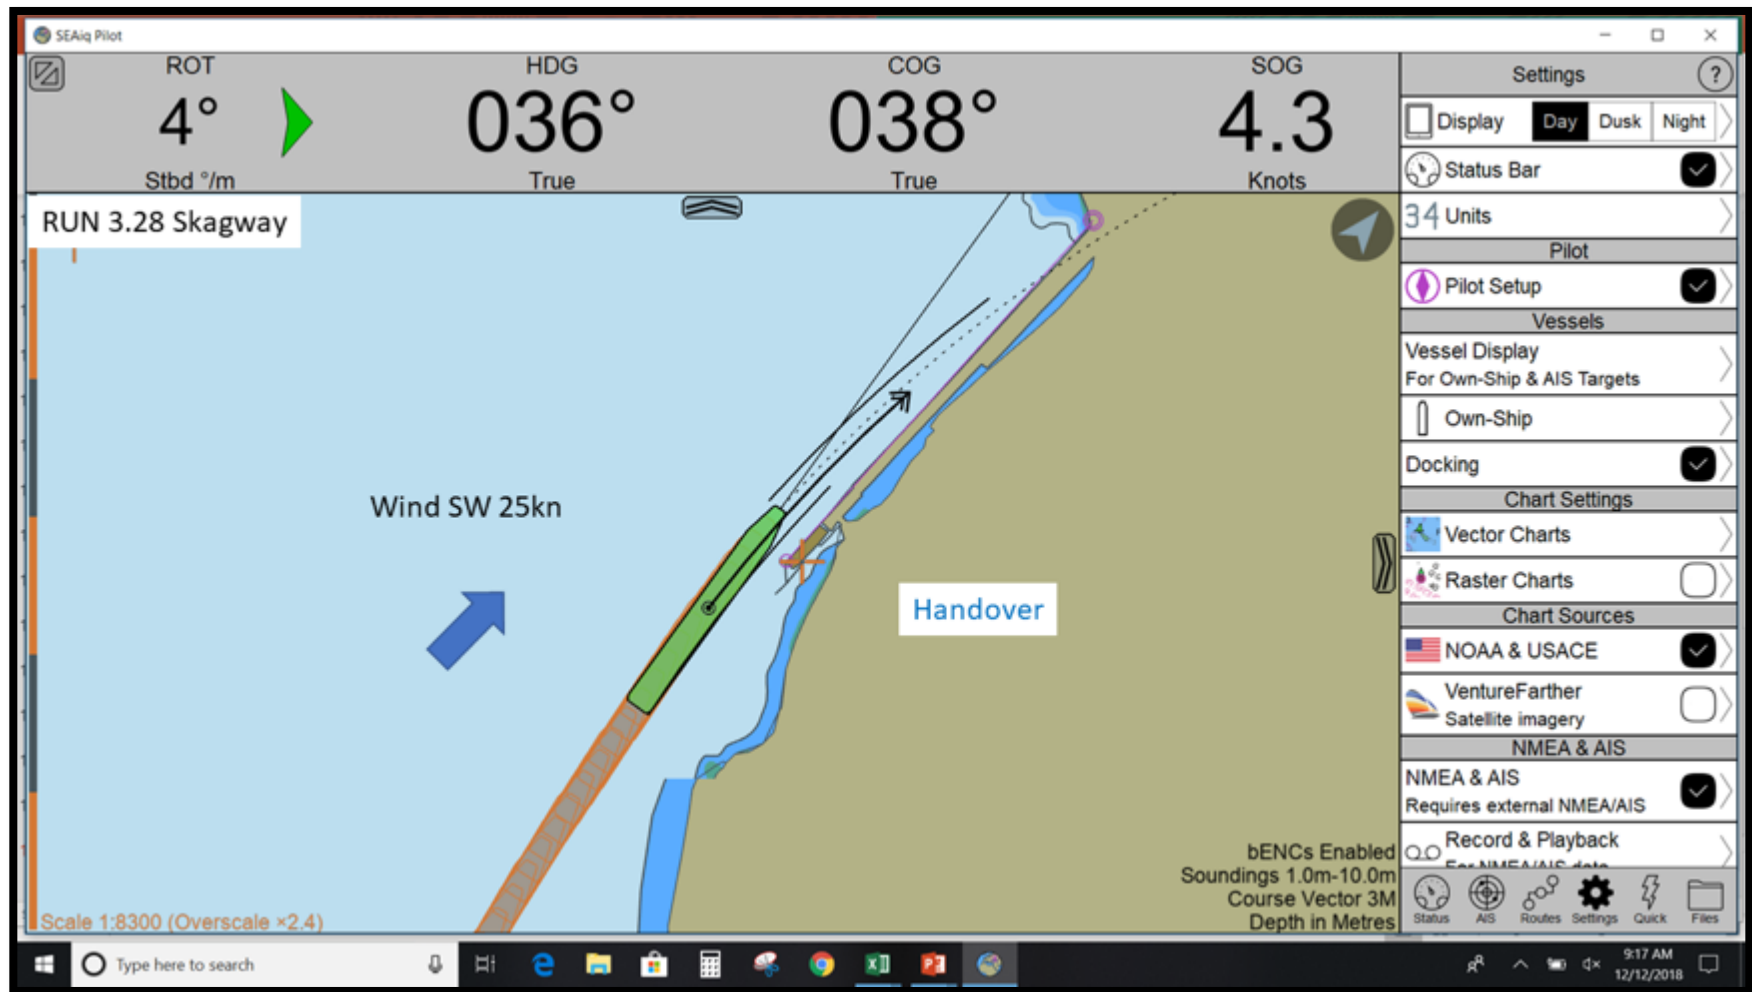 SEAiq Pilot
ROT
HDG
COG
SOG
4°
036°
038°
4.3
Stbd °/m
True
True
Knots
RUN 3.28 Skagway
Wind SW 25kn
Handover
bENCs Enabled
Soundings 1.0m-10.0m
Course Vector 3M
Depth in Metres
Scale 1:8300 (Overscale ×2.4)
Settings
?
Display
Day
Dusk
Night
Status Bar
34 Units
Pilot
Pilot Setup
Vessels
Vessel Display
For Own-Ship & AIS Targets
Own-Ship
Docking
Chart Settings
Vector Charts
Raster Charts
Chart Sources
NOAA & USACE
VentureFarther
Satellite imagery
NMEA & AIS
NMEA & AIS
Requires external NMEA/AIS
Record & Playback
For NMEA/AIS data
Status
AIS
Routes
Settings
Quick
Files
Type here to search
9:17 AM
12/12/2018